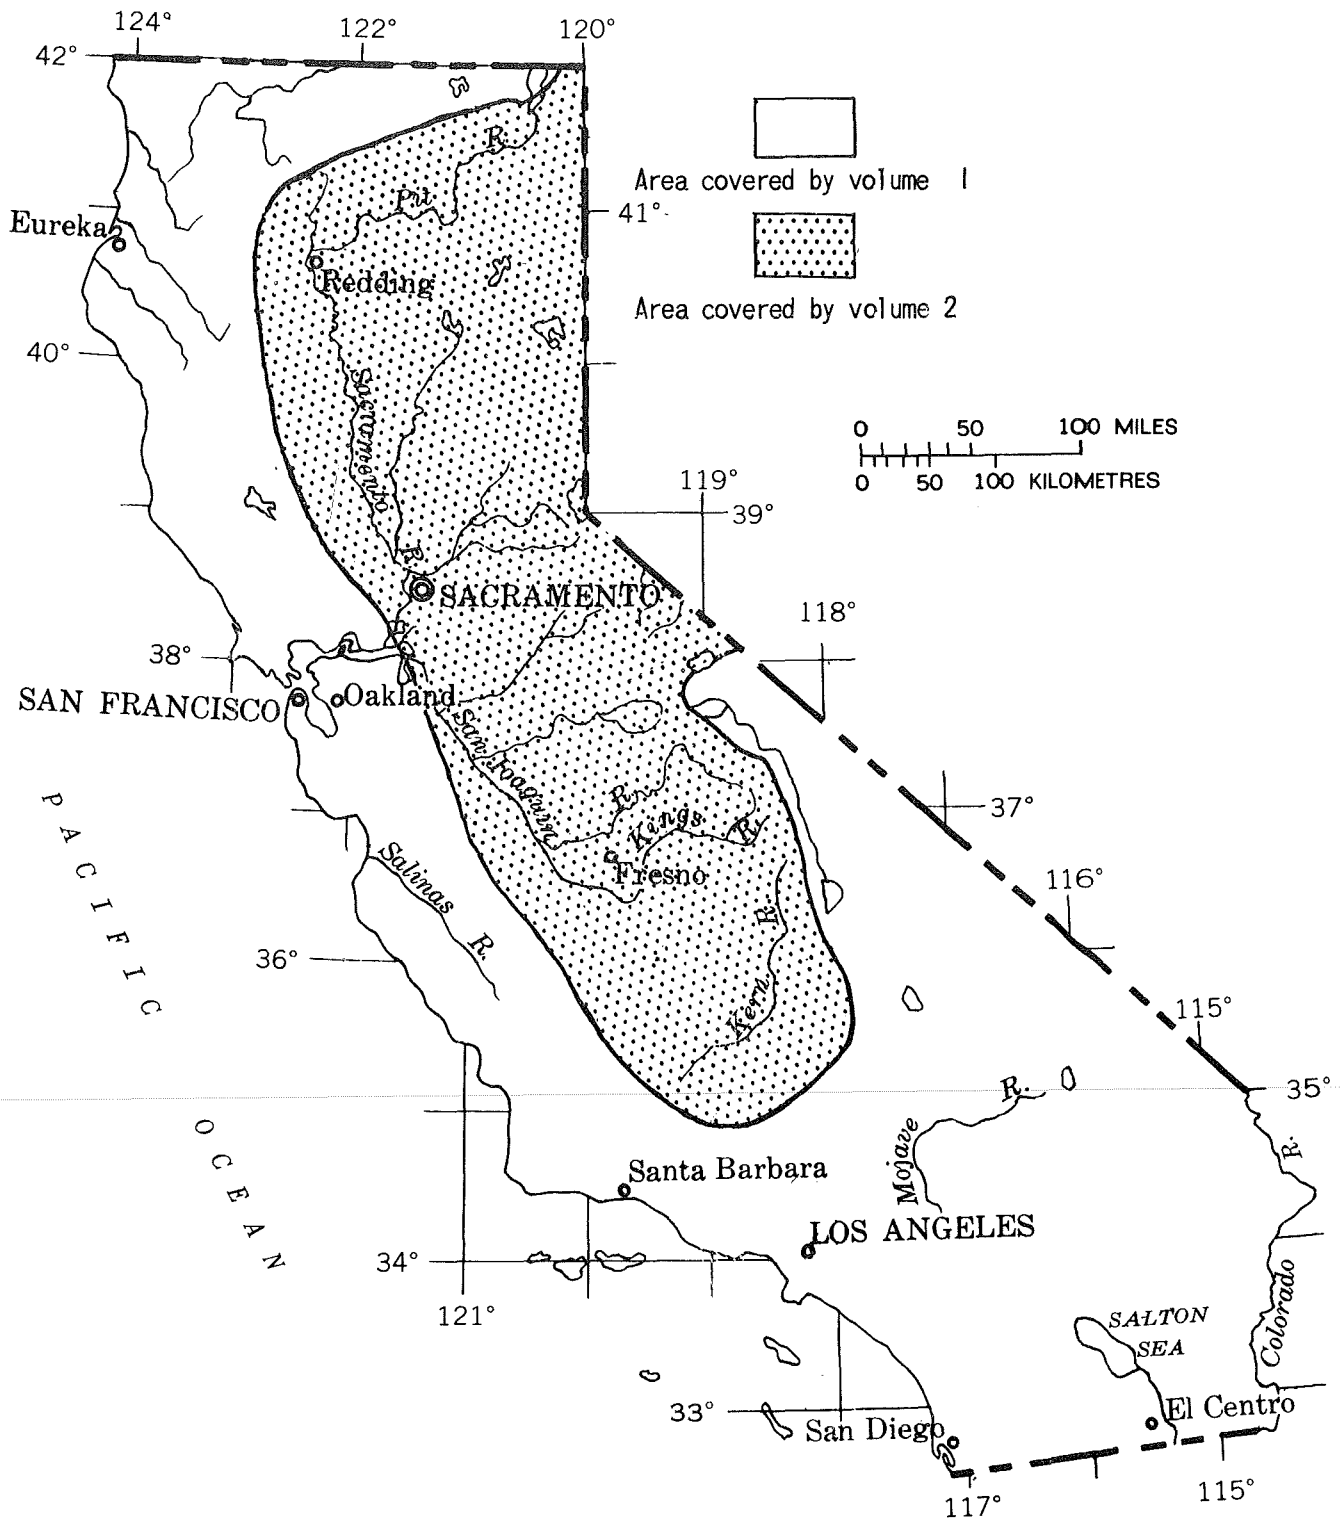 124°
122°
120°
42°
R.
Area covered by volume 1
Pit
41°
Eureka
Redding
Area covered by volume 2
40°
Sacramento
R.
0 50 100 MILES
0 50 100 KILOMETRES
119°
39°
SACRAMENTO
118°
38°
SAN FRANCISCO
Oakland
San Joaquin
R.
Kings
R.
37°
Fresno
PACIFIC
Salinas
R.
116°
R.
Kern
36°
115°
35°
R.
Mojave
R.
OCEAN
Santa Barbara
LOS ANGELES
34°
121°
Colorado
SALTON
SEA
33°
San Diego
El Centro
117°
115°